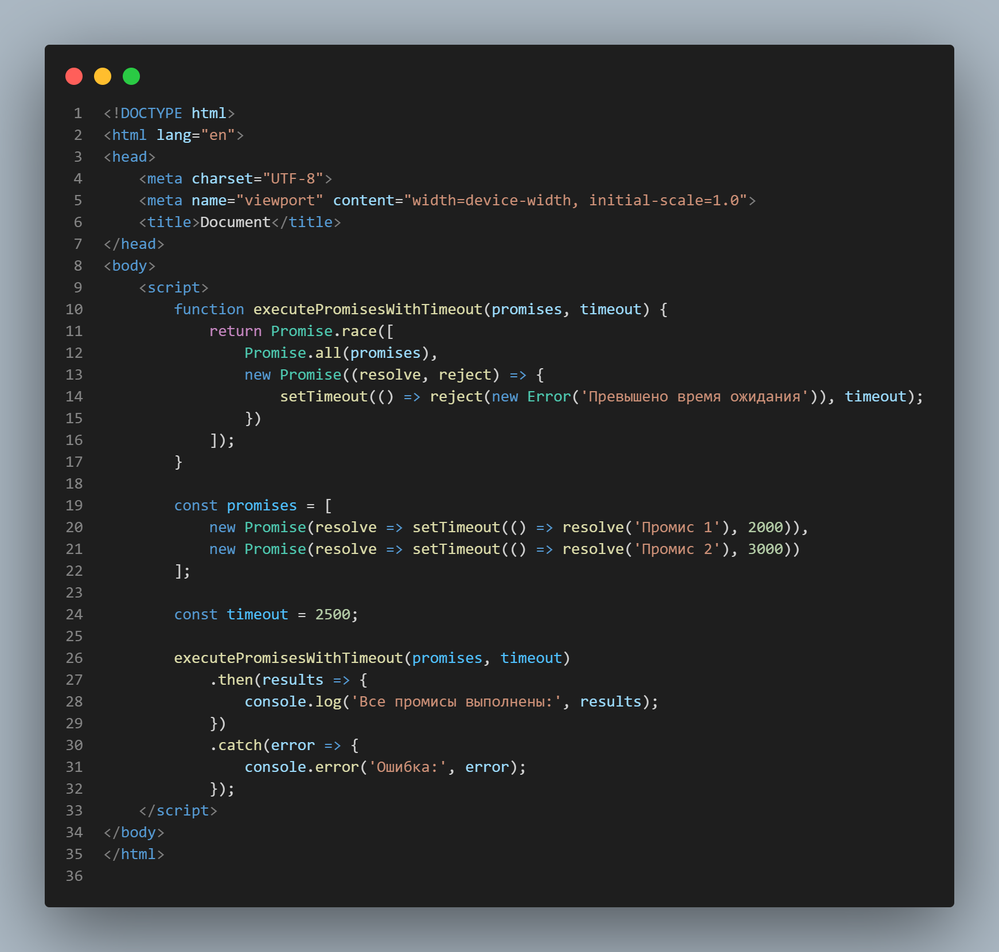 1 <!DOCTYPE html>
2 <html lang="en">
3 <head>
4     <meta charset="UTF-8">
5     <meta name="viewport" content="width=device-width, initial-scale=1.0">
6     <title>Document</title>
7 </head>
8 <body>
9     <script>
10         function executePromisesWithTimeout(promises, timeout) {
11             return Promise.race([
12                 Promise.all(promises),
13                 new Promise((resolve, reject) => {
14                     setTimeout(() => reject(new Error('Превышено время ожидания')), timeout);
15                 })
16             ]);
17         }
18
19         const promises = [
20             new Promise(resolve => setTimeout(() => resolve('Промис 1'), 2000)),
21             new Promise(resolve => setTimeout(() => resolve('Промис 2'), 3000))
22         ];
23
24         const timeout = 2500;
25
26         executePromisesWithTimeout(promises, timeout)
27             .then(results => {
28                 console.log('Все промисы выполнены:', results);
29             })
30             .catch(error => {
31                 console.error('Ошибка:', error);
32             });
33     </script>
34 </body>
35 </html>
36